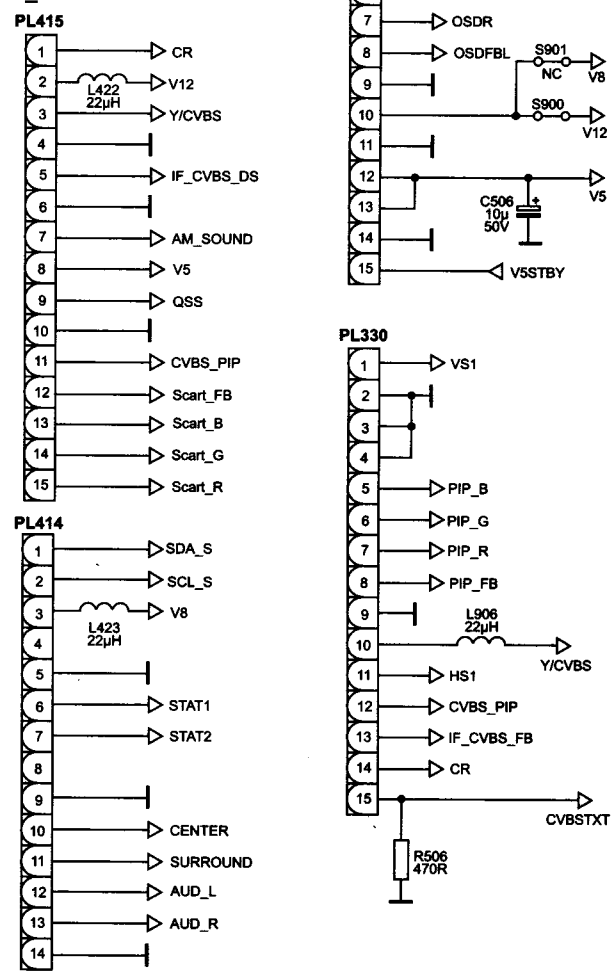 PL415
1 CR
2 L422 22µH V12
3 Y/CVBS
4
5 IF_CVBS_DS
6
7 AM_SOUND
8 V5
9 QSS
10
11 CVBS_PIP
12 Scart_FB
13 Scart_B
14 Scart_G
15 Scart_R
PL414
1 SDA_S
2 SCL_S
3 L423 22µH V8
4
5
6 STAT1
7 STAT2
8
9
10 CENTER
11 SURROUND
12 AUD_L
13 AUD_R
14
7 OSDR
8 OSDFBL
S901 NC V8
9
10 S900 V12
11
12 V5
C506 + 10µ 50V
13
14
15 V5STBY
PL330
1 VS1
2
3
4
5 PIP_B
6 PIP_G
7 PIP_R
8 PIP_FB
9
10 L906 22µH Y/CVBS
11 HS1
12 CVBS_PIP
13 IF_CVBS_FB
14 CR
15 CVBSTXT
R506 470R